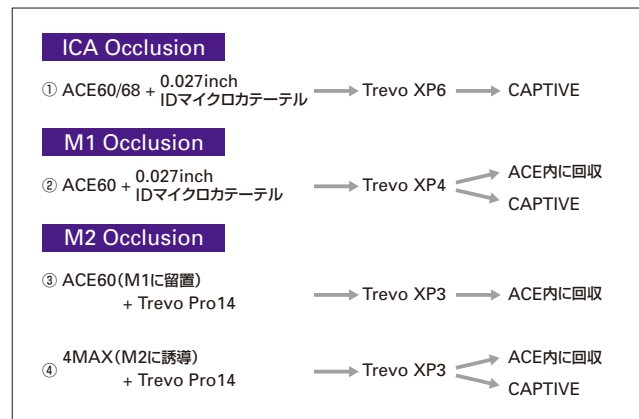 ICA Occlusion
① ACE60/68 + 0.027inch
IDマイクロカテーテル
Trevo XP6
CAPTIVE
M1 Occlusion
② ACE60 + 0.027inch
IDマイクロカテーテル
Trevo XP4
ACE内に回収
CAPTIVE
M2 Occlusion
③ ACE60(M1に留置)
+ Trevo Pro14
Trevo XP3
ACE内に回収
④ 4MAX(M2に誘導)
+ Trevo Pro14
Trevo XP3
ACE内に回収
CAPTIVE